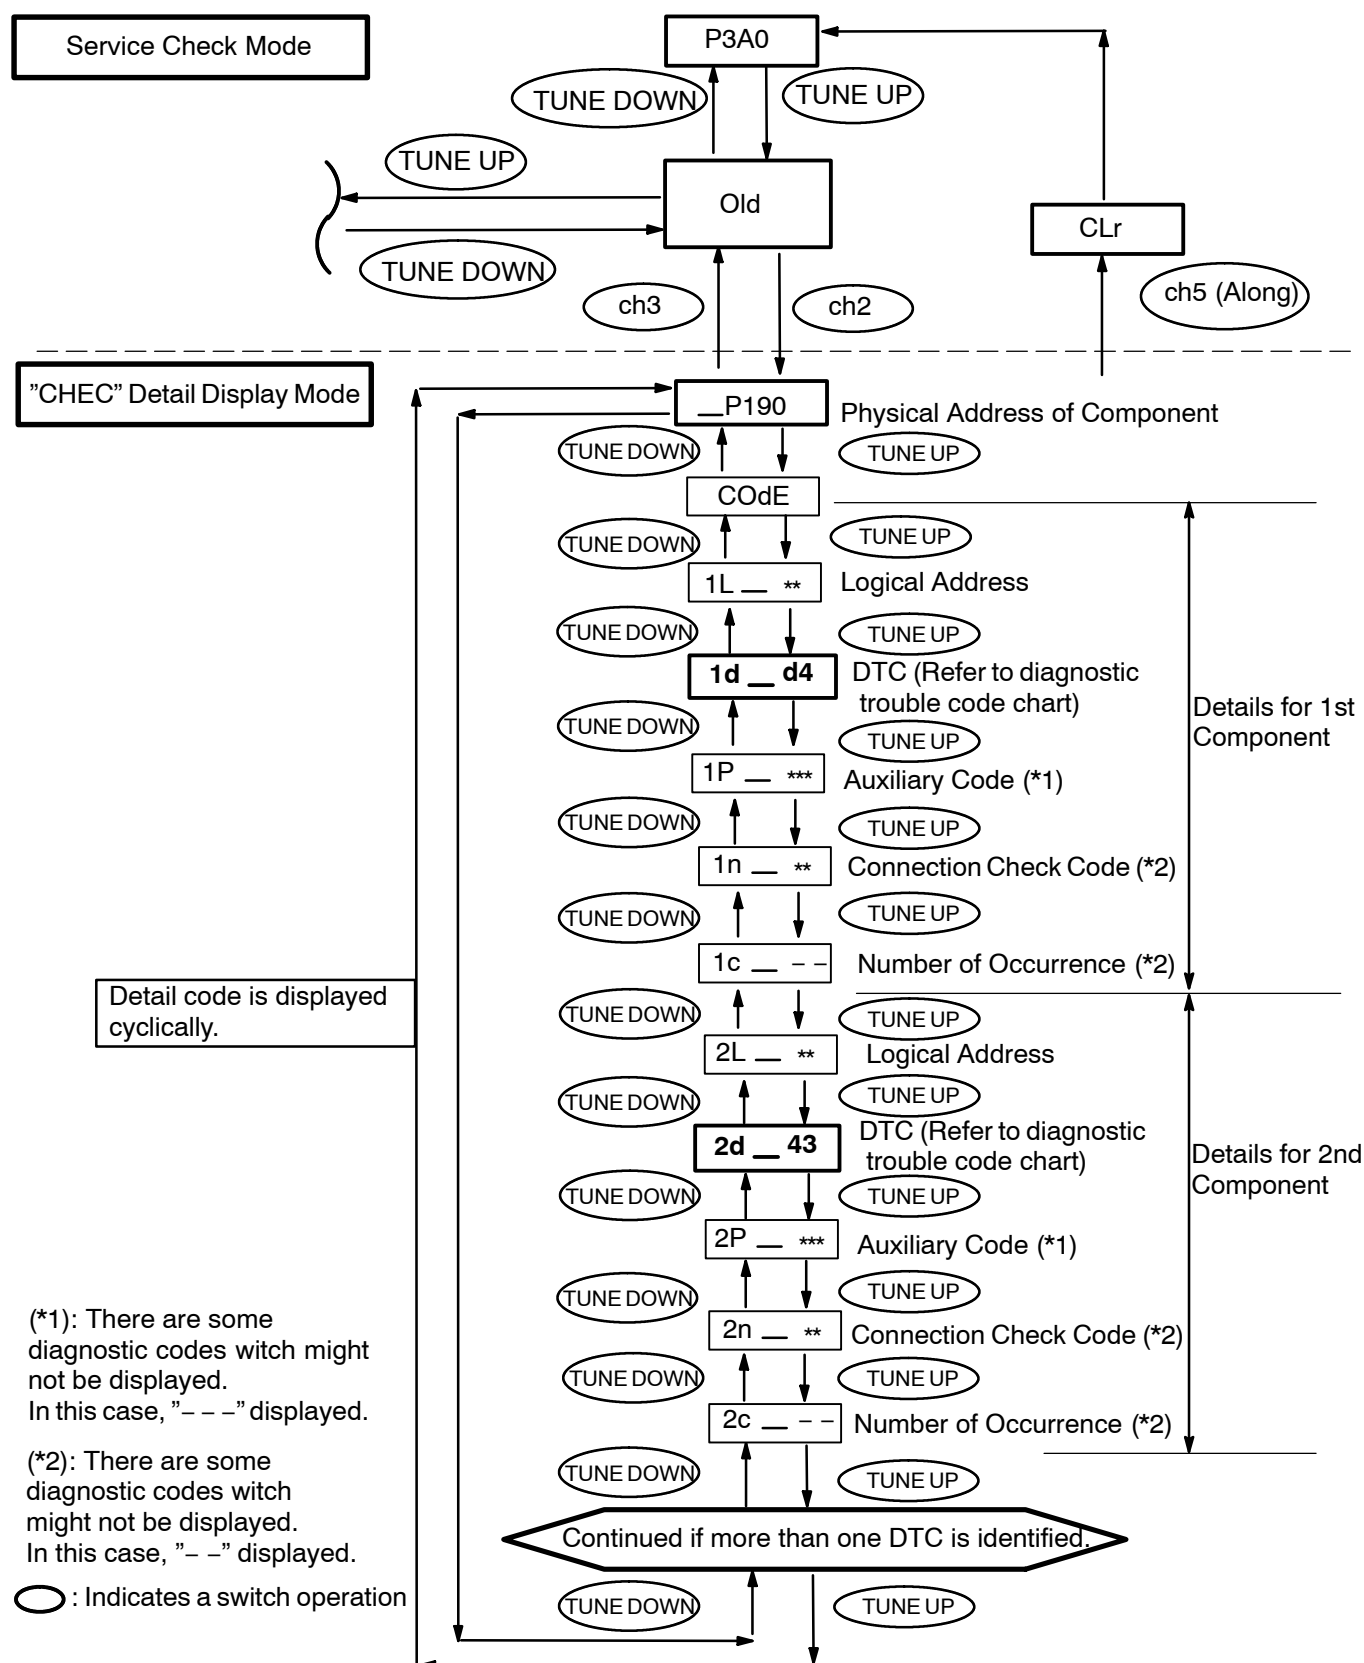 Service Check Mode
P3A0
TUNE DOWN
TUNE UP
TUNE UP
Old
TUNE DOWN
CLr
ch3
ch2
ch5 (Along)
”CHEC” Detail Display Mode
_P190
Physical Address of Component
TUNE DOWN
TUNE UP
COdE
TUNE DOWN
TUNE UP
1L _ **
Logical Address
TUNE DOWN
TUNE UP
1d _ d4
DTC (Refer to diagnostic
trouble code chart)
Details for 1st
Component
TUNE DOWN
TUNE UP
1P _ ***
Auxiliary Code (*1)
TUNE DOWN
TUNE UP
1n _ **
Connection Check Code (*2)
TUNE DOWN
TUNE UP
1c _ – –
Number of Occurrence (*2)
Detail code is displayed
cyclically.
TUNE DOWN
TUNE UP
2L _ **
Logical Address
TUNE DOWN
TUNE UP
2d _ 43
DTC (Refer to diagnostic
trouble code chart)
Details for 2nd
Component
TUNE DOWN
TUNE UP
2P _ ***
Auxiliary Code (*1)
TUNE DOWN
TUNE UP
2n _ **
Connection Check Code (*2)
TUNE DOWN
TUNE UP
2c _ – –
Number of Occurrence (*2)
TUNE DOWN
TUNE UP
Continued if more than one DTC is identified.
TUNE DOWN
TUNE UP
(*1): There are some
diagnostic codes witch might
not be displayed.
In this case, ”– – –” displayed.
(*2): There are some
diagnostic codes witch
might not be displayed.
In this case, ”– –” displayed.
: Indicates a switch operation